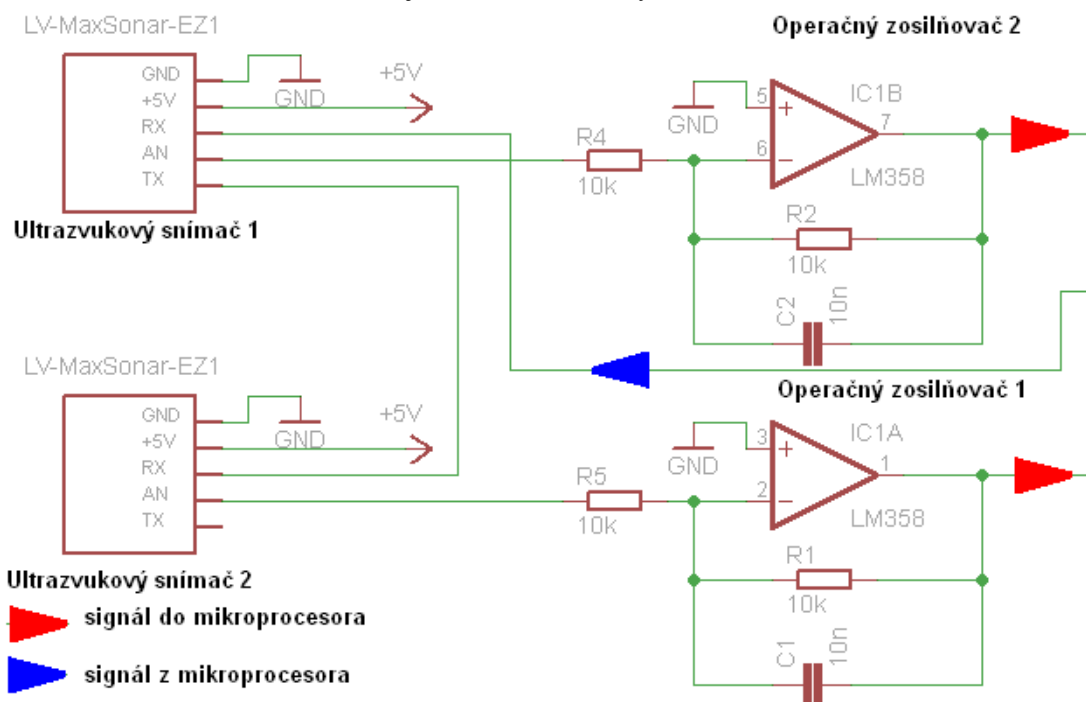 LV-MaxSonar-EZ1
GND
+5V
RX
AN
TX
GND
+5V
Ultrazvukový snímač 1
Operačný zosilňovač 2
R4
10k
GND
5
6
7
IC1B
LM358
R2
10k
C2
10n
LV-MaxSonar-EZ1
GND
+5V
RX
AN
TX
GND
+5V
Ultrazvukový snímač 2
Operačný zosilňovač 1
R5
10k
GND
3
2
1
IC1A
LM358
R1
10k
C1
10n
signál do mikroprocesora
signál z mikroprocesora